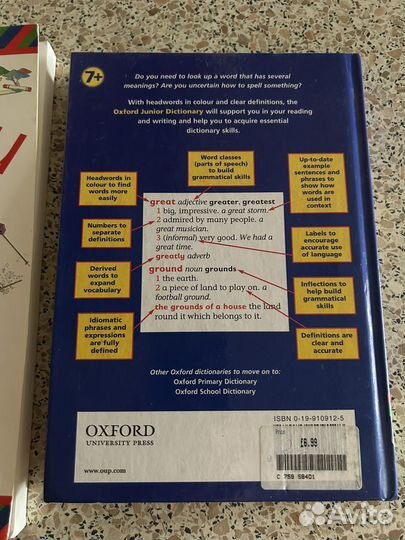 7+
Do you need to look up a word that has several
meanings? Are you uncertain how to spell something?
With headwords in colour and clear definitions, the
Oxford Junior Dictionary will support you in your reading
and writing and help you to acquire essential
dictionary skills.
Word classes
(parts of speech)
to build
grammatical skills
Up-to-date
example
sentences and
phrases to
show how
words are
used in
context
Headwords in
colour to find
words more
easily
Numbers to
separate
definitions
Derived words to
expand
vocabulary
Idiomatic
phrases and
expressions
are fully
defined
great adjective greater, greatest
1 big, impressive. a great storm.
2 admired by many people. a
great musician.
3 (informal) very good. We had a
great time.
greatly adverb
ground noun grounds
1 the earth.
2 a piece of land to play on. a
football ground.
the grounds of a house the land
round it which belongs to it.
Labels to
encourage
accurate use
of language
Inflections to
help build
grammatical
skills
Definitions are
clear and
accurate
Other Oxford dictionaries to move on to:
Oxford Primary Dictionary
Oxford School Dictionary
OXFORD
UNIVERSITY PRESS
www.oup.com
ISBN 0-19-910912-5
Price
£6.99
C 759 58401
Avito